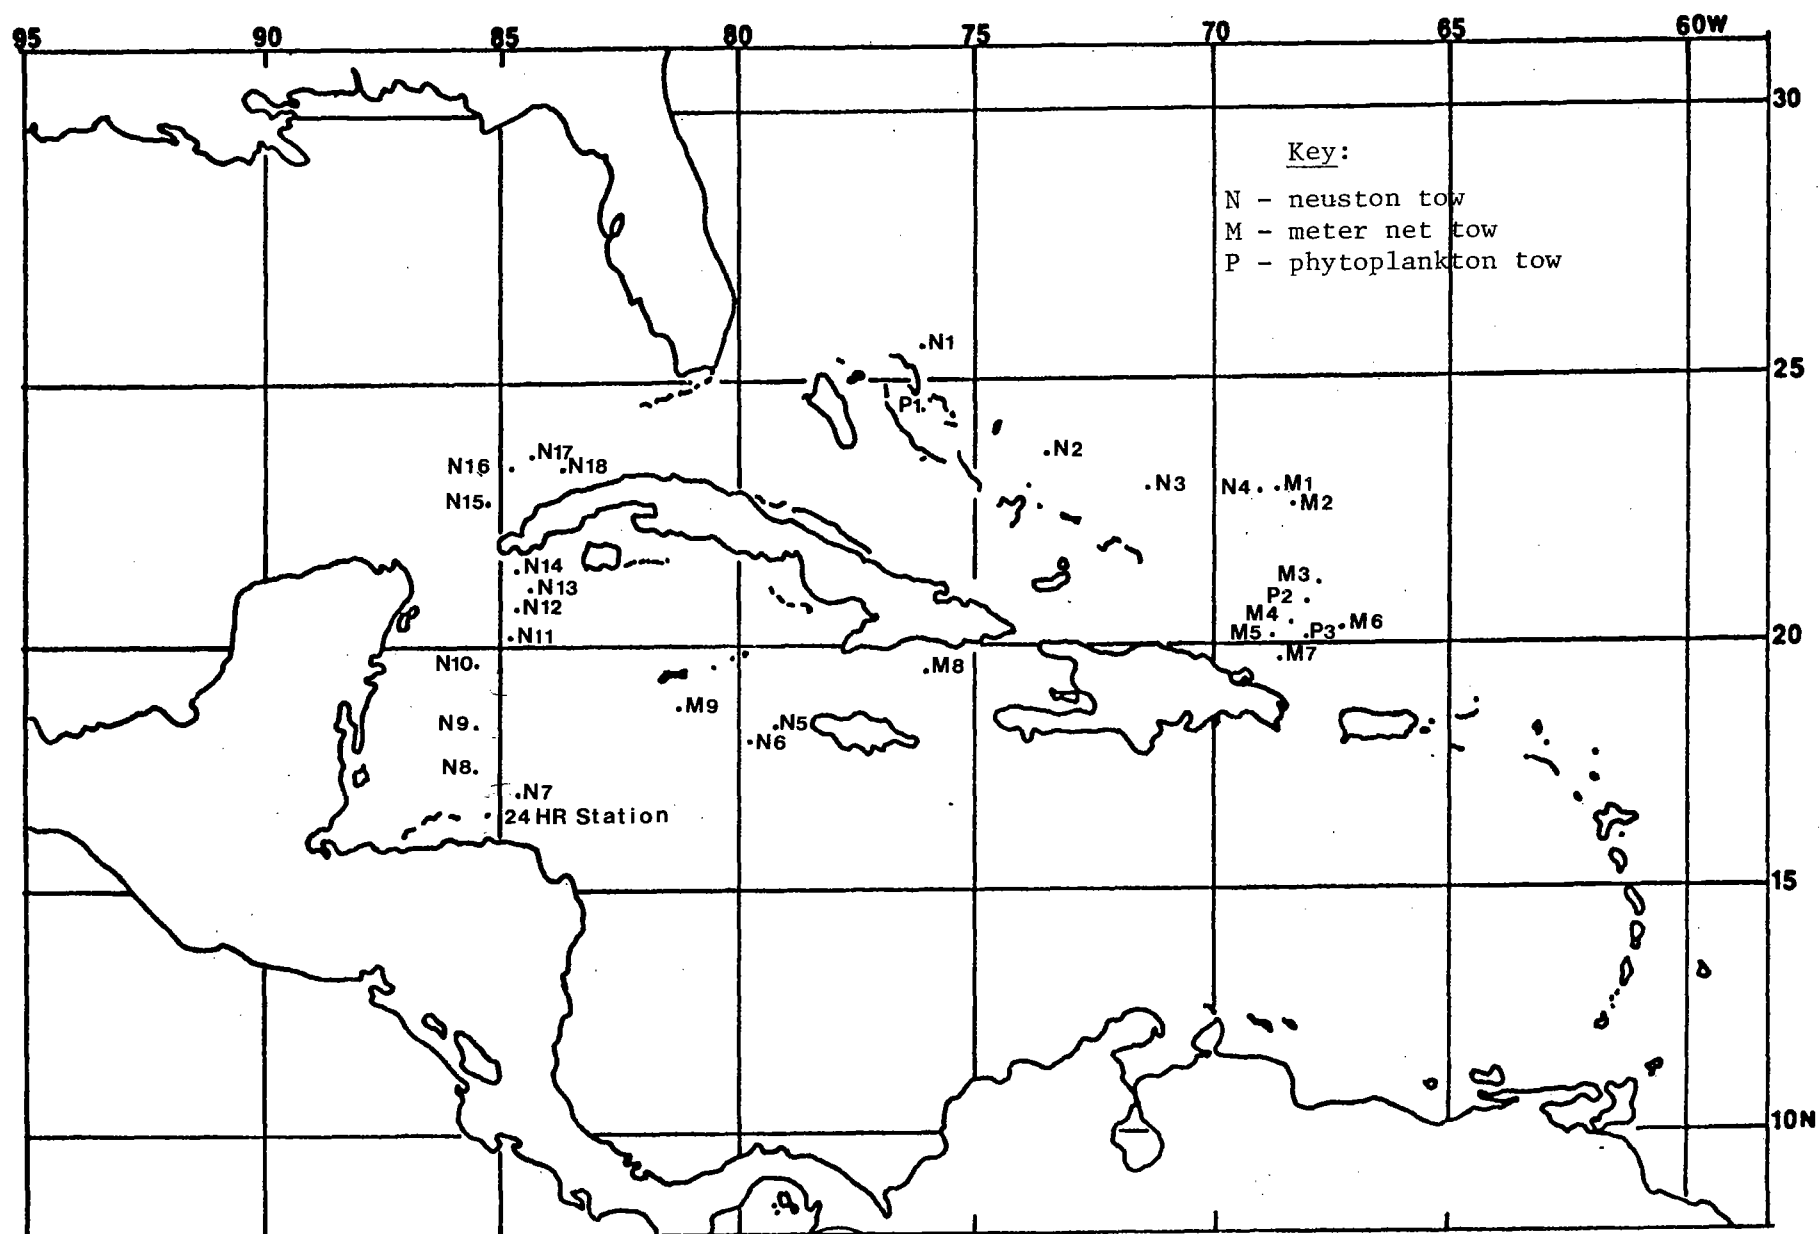 95 90 85 80 75 70 65 60W
30
Key:
N - neuston tow
M - meter net tow
P - phytoplankton tow
N1
25
P1
N2
N17
N16 N18
N3 N4 M1
N15 M2
N14 M3
N13
P2
N12
M4 M6
N11 M5 P3 20
M7
N10 M8
M9
N9 N5
N6
N8
N7
24 HR Station
15
10N